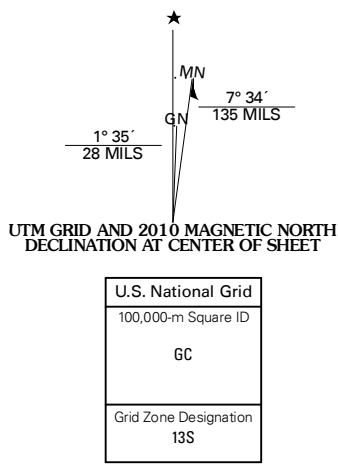 MN
GN
7° 34´
135 MILS
1° 35´
28 MILS
UTM GRID AND 2010 MAGNETIC NORTH
DECLINATION AT CENTER OF SHEET
U.S. National Grid
100,000-m Square ID
GC
Grid Zone Designation
13S